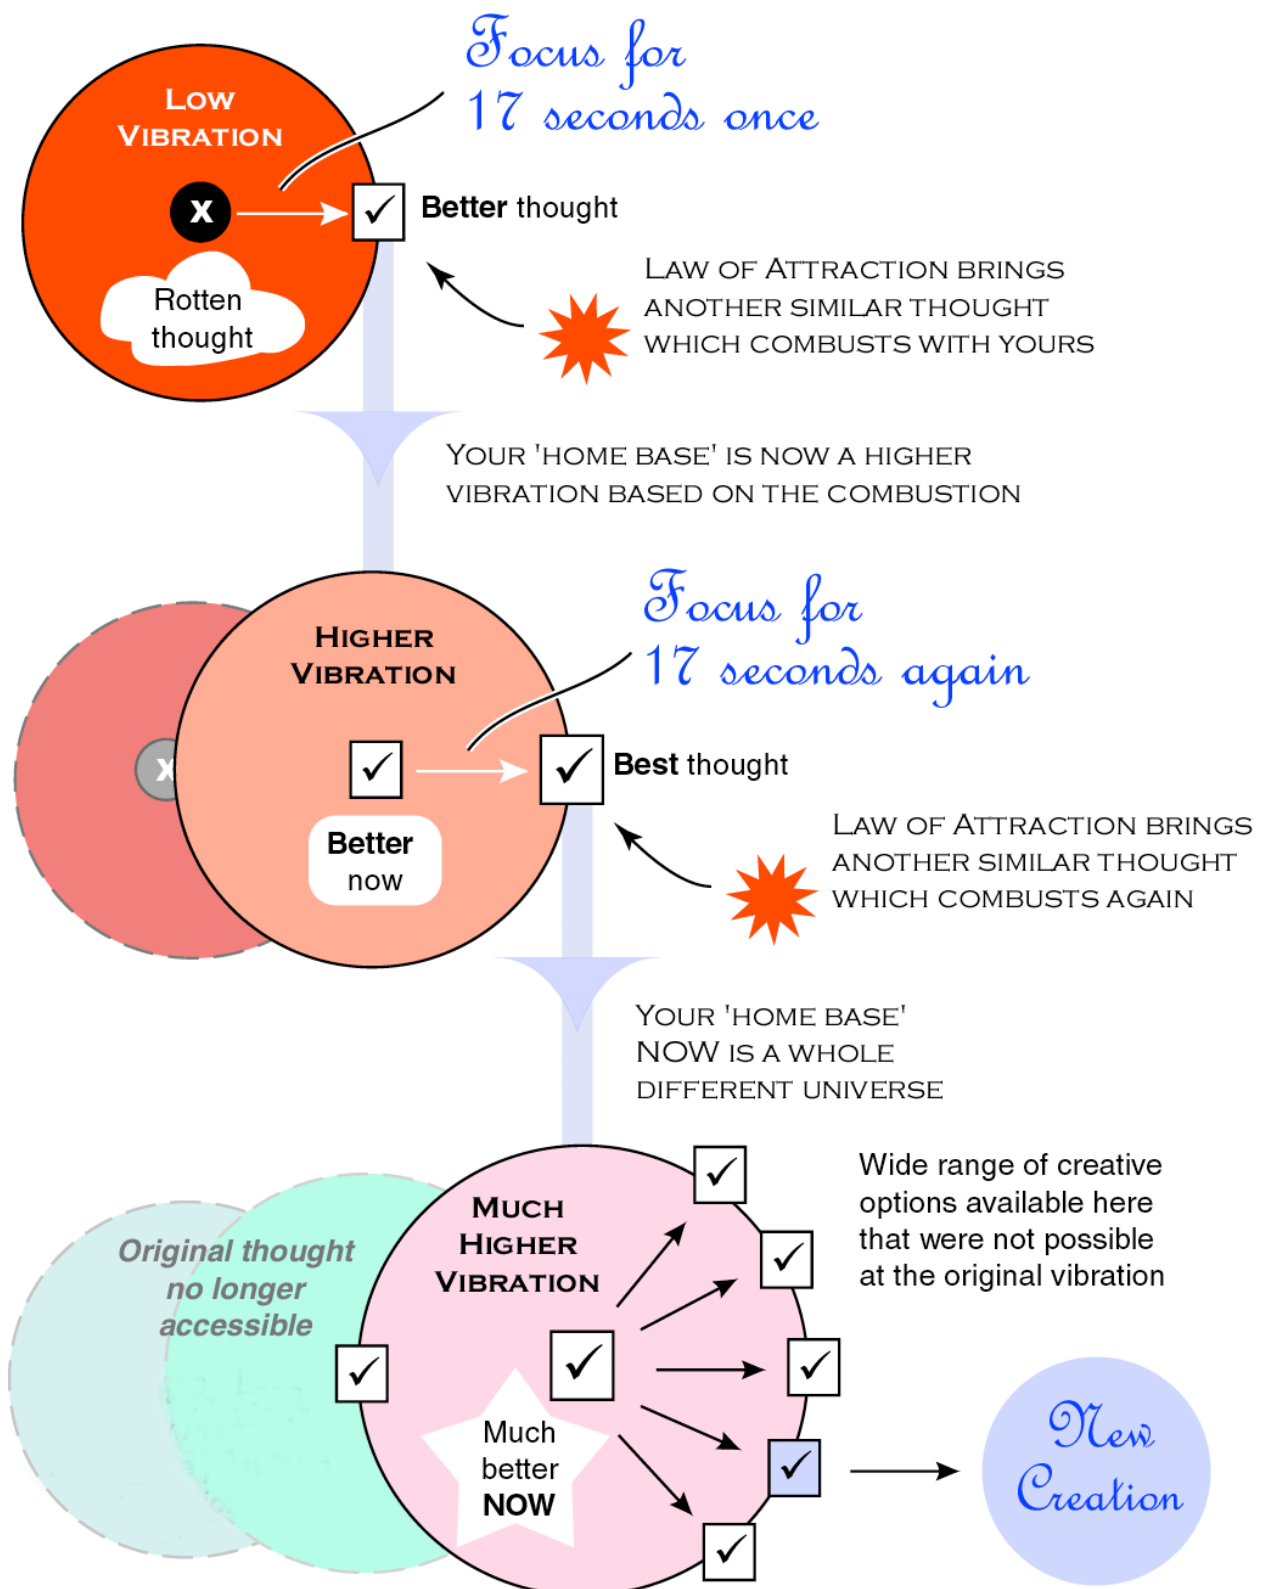 Focus for
17 seconds once
LOW
VIBRATION
X
Better thought
Rotten
thought
LAW OF ATTRACTION BRINGS
ANOTHER SIMILAR THOUGHT
WHICH COMBUSTS WITH YOURS
YOUR 'HOME BASE' IS NOW A HIGHER
VIBRATION BASED ON THE COMBUSTION
Focus for
17 seconds again
HIGHER
VIBRATION
X
Best thought
Better
now
LAW OF ATTRACTION BRINGS
ANOTHER SIMILAR THOUGHT
WHICH COMBUSTS AGAIN
YOUR 'HOME BASE'
NOW IS A WHOLE
DIFFERENT UNIVERSE
Wide range of creative
options available here
that were not possible
at the original vibration
MUCH
HIGHER
VIBRATION
Original thought
no longer
accessible
Much
better
NOW
New
Creation